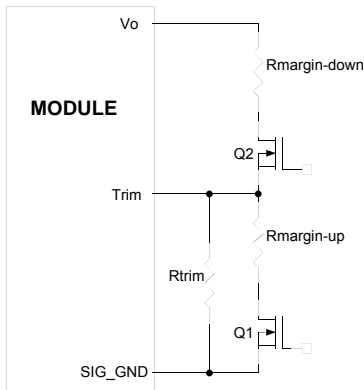 Vo
Rmargin-down
MODULE
Q2
Trim
Rmargin-up
Rtrim
Q1
SIG_GND